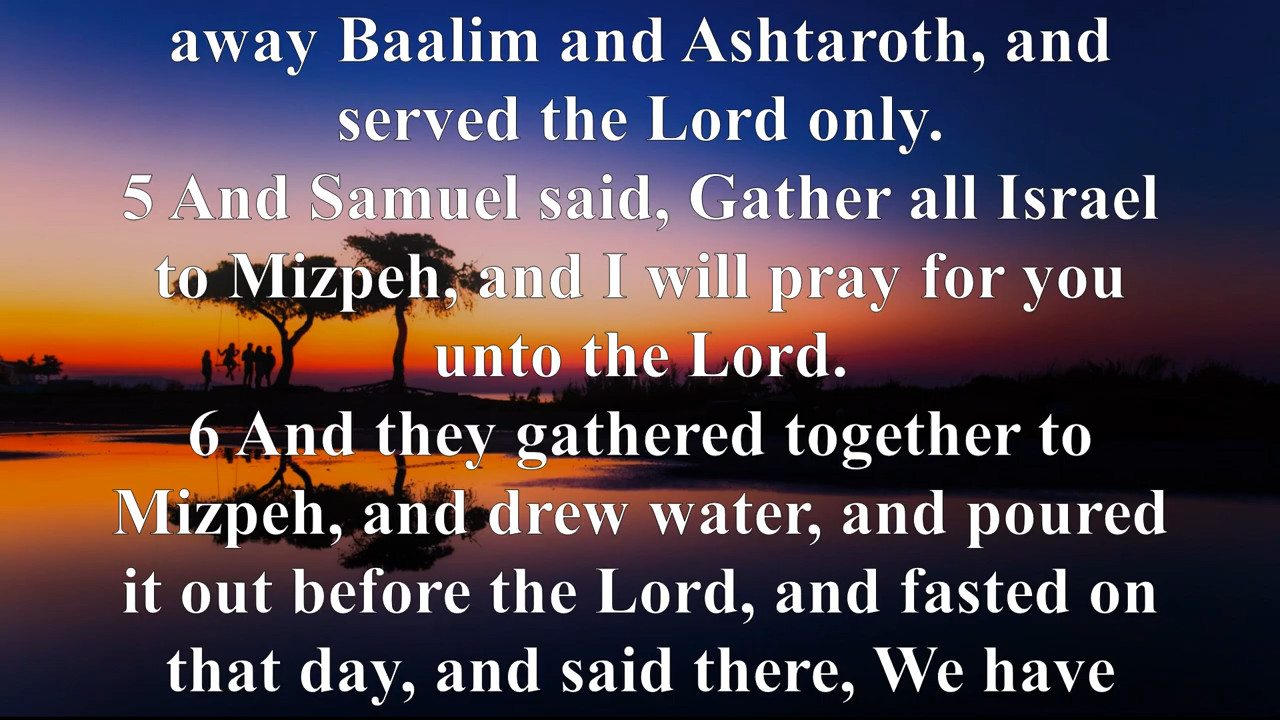 away Baalim and Ashtaroth, and
served the Lord only.
5 And Samuel said, Gather all Israel
to Mizpeh, and I will pray for you
unto the Lord.
6 And they gathered together to
Mizpeh, and drew water, and poured
it out before the Lord, and fasted on
that day, and said there, We have